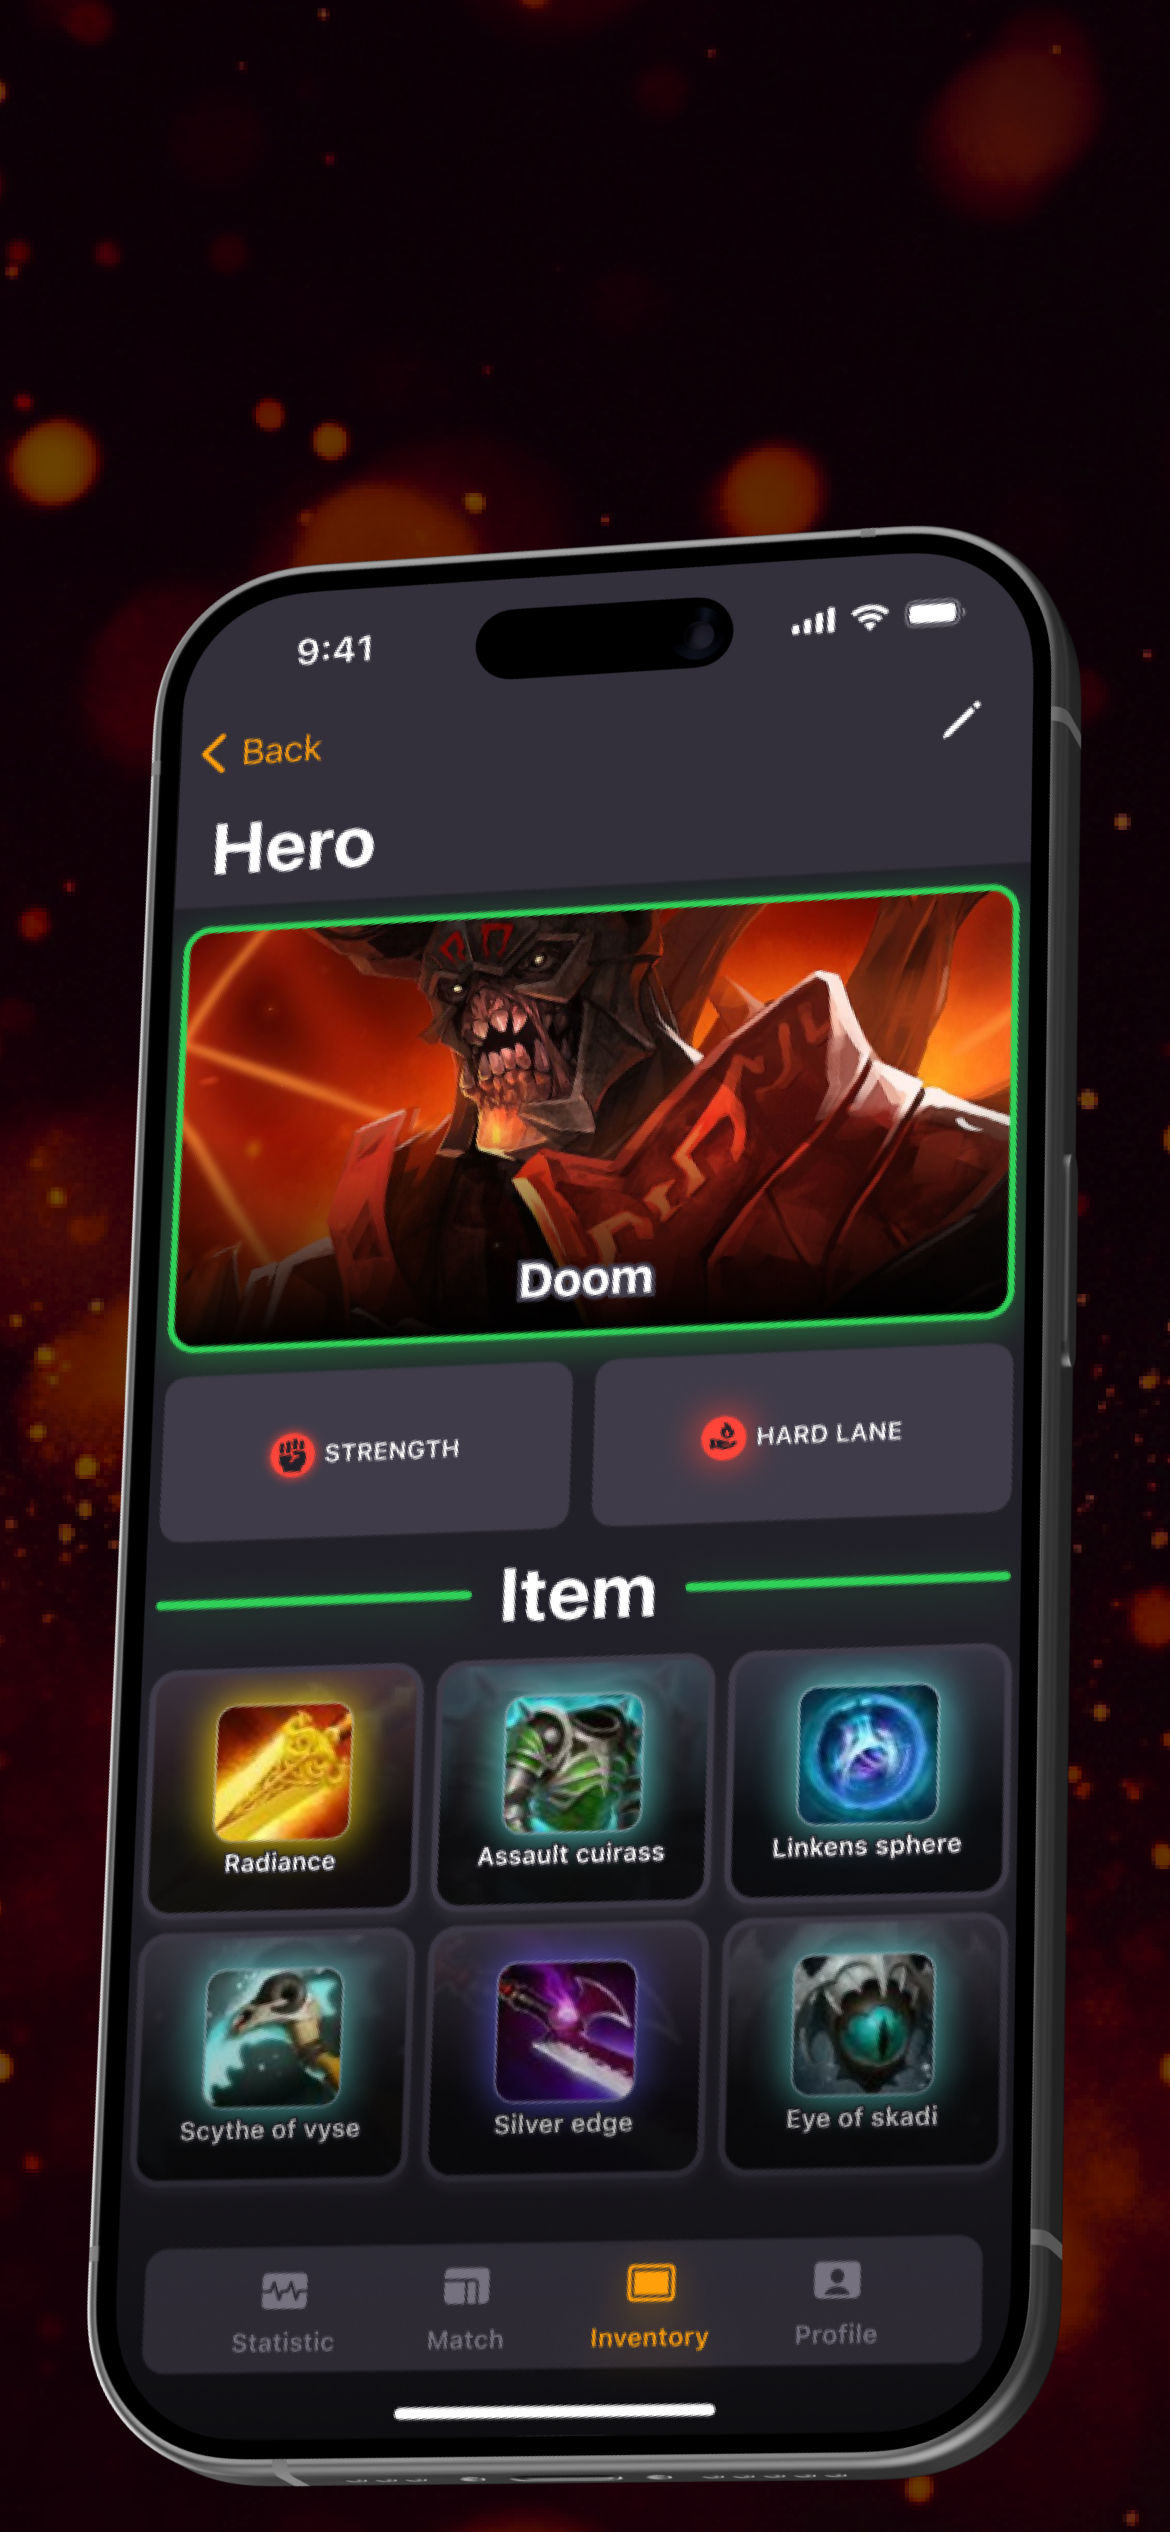 9:41
Back
Hero
Doom
STRENGTH
HARD LANE
Item
Radiance
Assault cuirass
Linkens sphere
Scythe of vyse
Silver edge
Eye of skadi
Statistic
Match
Inventory
Profile